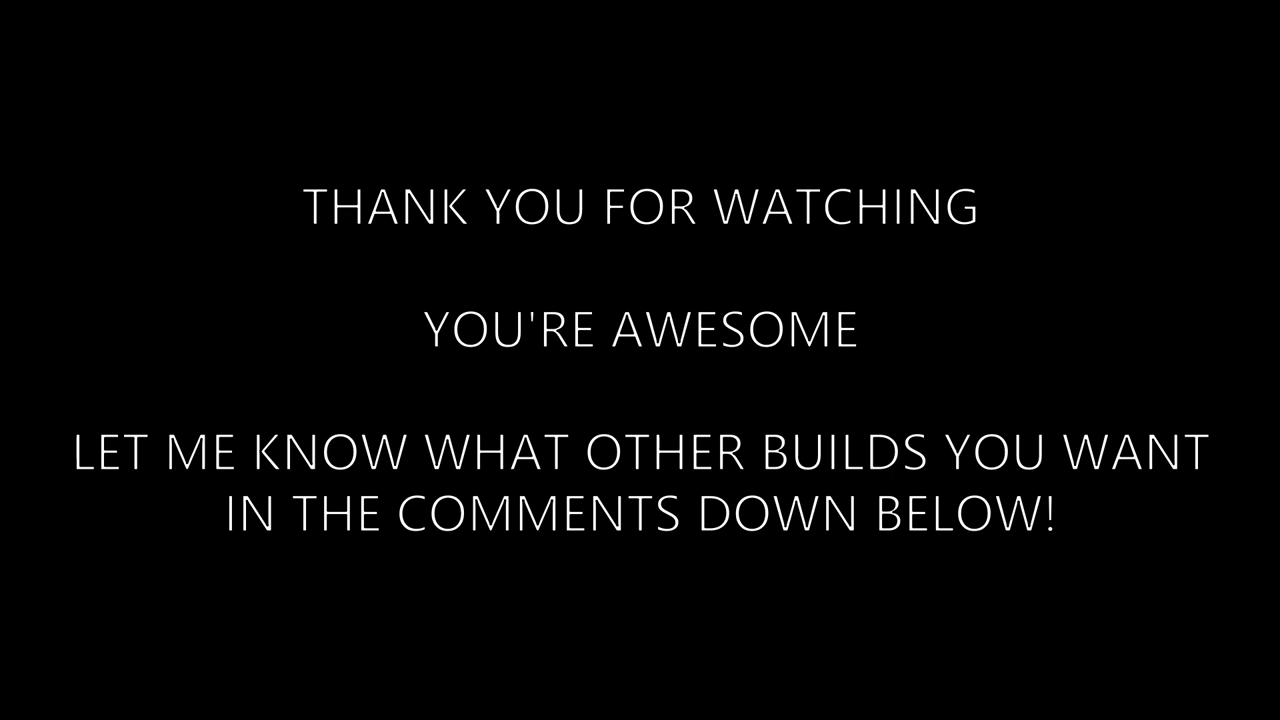 THANK YOU FOR WATCHING
YOU'RE AWESOME
LET ME KNOW WHAT OTHER BUILDS YOU WANT
IN THE COMMENTS DOWN BELOW!